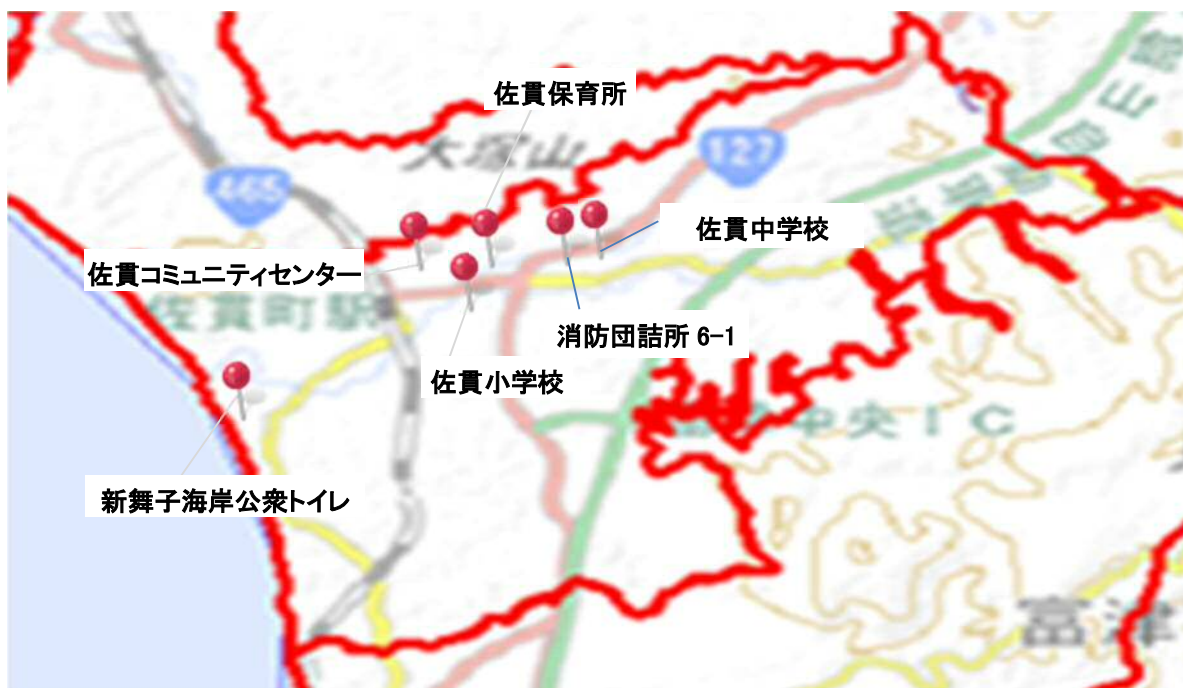 佐貫保育所
大塚山
127
465
佐貫中学校
佐貫コミュニティセンター
佐貫町駅
消防団詰所 6-1
佐貫小学校
中央IC
新舞子海岸公衆トイレ
富津